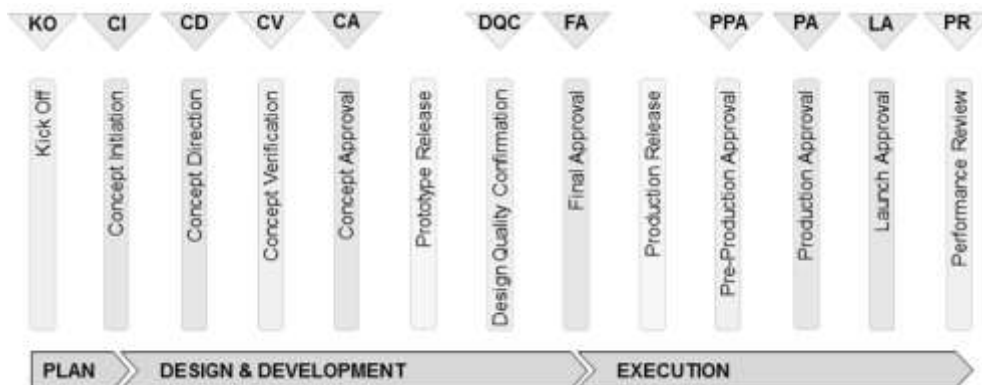 KO CI CD CV CA DQC FA PPA PA LA PR
Kick Off
Concept Initiation
Concept Direction
Concept Verification
Concept Approval
Prototype Release
Design Quality Confirmation
Final Approval
Production Release
Pre-Production Approval
Production Approval
Launch Approval
Performance Review
PLAN DESIGN & DEVELOPMENT EXECUTION